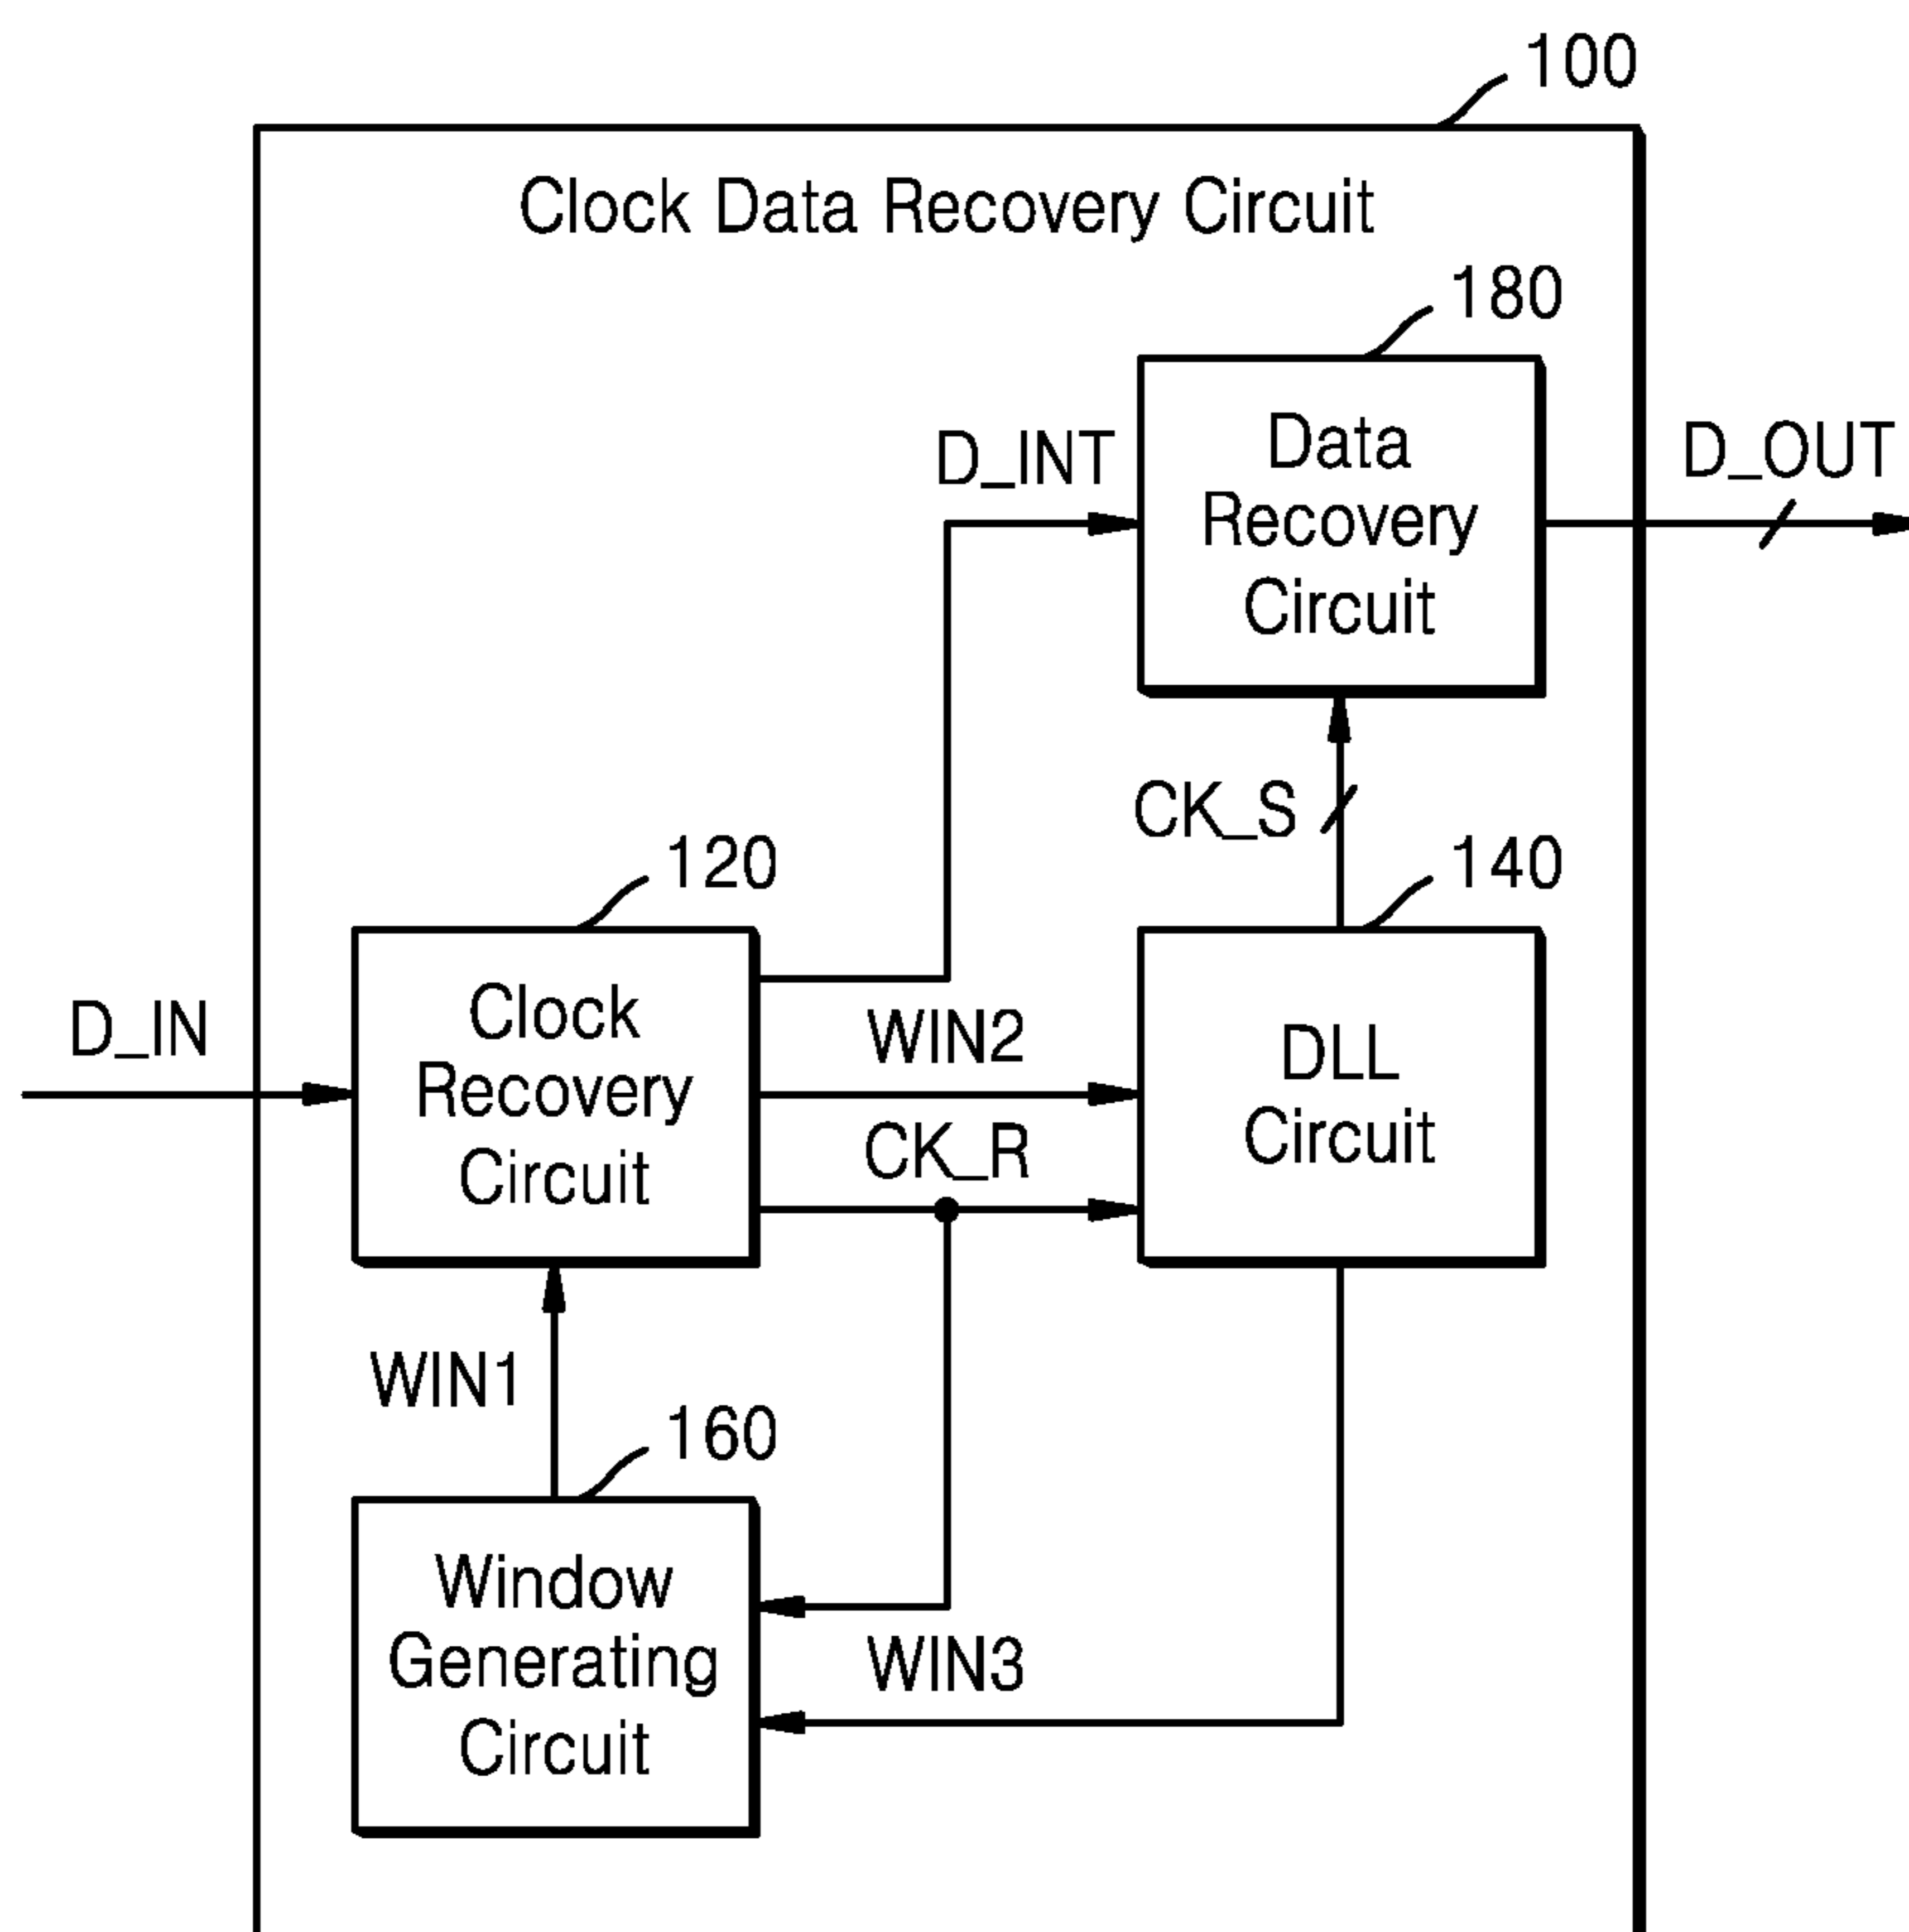 100
Clock Data Recovery Circuit
180
Data
Recovery
Circuit
D_INT
D_OUT
CK_S
120
140
Clock
Recovery
Circuit
D_IN
WIN2
DLL
Circuit
CK_R
WIN1
160
Window
Generating
Circuit
WIN3